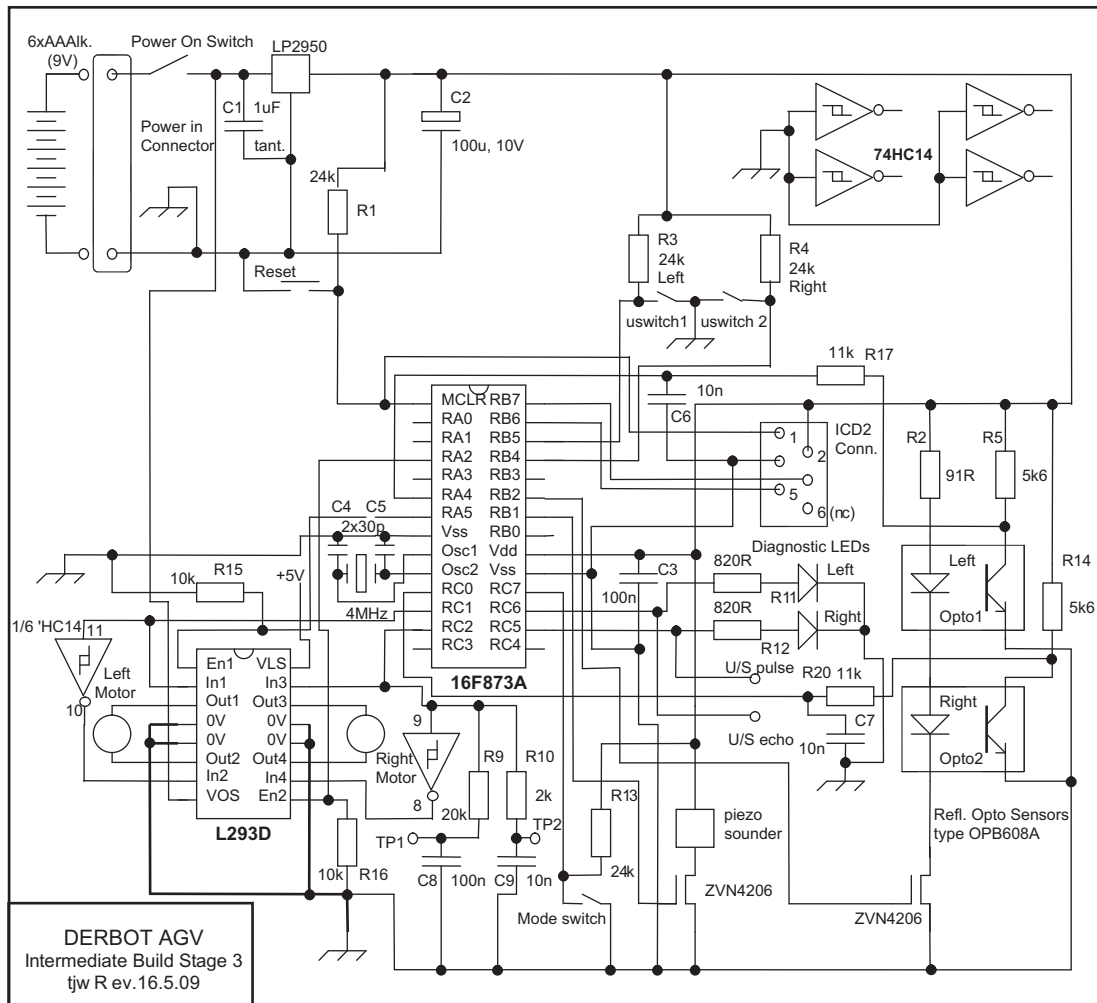 6xAAAlk.
(9V)
Power On Switch
LP2950
C1
1uF
tant.
C2
100u, 10V
Power in
Connector
24k
R1
Reset
74HC14
R3
24k
Left
R4
24k
Right
uswitch1
uswitch 2
11k
R17
10n
C6
ICD2
Conn.
1
2
5
6 (nc)
R2
91R
R5
5k6
MCLR RB7
RA0 RB6
RA1 RB5
RA2 RB4
RA3 RB3
RA4 RB2
RA5 RB1
Vss RB0
Osc1 Vdd
Osc2 Vss
RC0 RC7
RC1 RC6
RC2 RC5
RC3 RC4
16F873A
C4 C5
2x30p
4MHz
+5V
10k
R15
C3
100n
Diagnostic LEDs
820R
R11
Left
820R
R12
Right
Left
Opto1
R14
5k6
U/S pulse
U/S echo
R20
11k
C7
10n
Right
Opto2
1/6 'HC14
11
10
Left
Motor
En1 VLS
In1 In3
Out1 Out3
0V 0V
0V 0V
Out2 Out4
In2 In4
VOS En2
L293D
9
8
Right
Motor
R9
20k
R10
2k
TP1
TP2
C8
100n
C9
10n
10k
R16
R13
24k
Mode switch
piezo
sounder
ZVN4206
Refl. Opto Sensors
type OPB608A
ZVN4206
DERBOT AGV
Intermediate Build Stage 3
tjw R ev.16.5.09